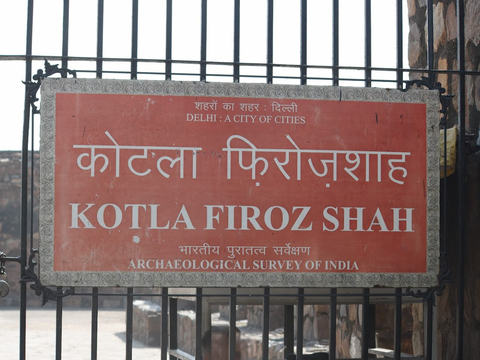 शहरों का शहर : दिल्ली
DELHI : A CITY OF CITIES
कोटला फ़िरोज़शाह
KOTLA FIROZ SHAH
भारतीय पुरातत्व सर्वेक्षण
ARCHAEOLOGICAL SURVEY OF INDIA